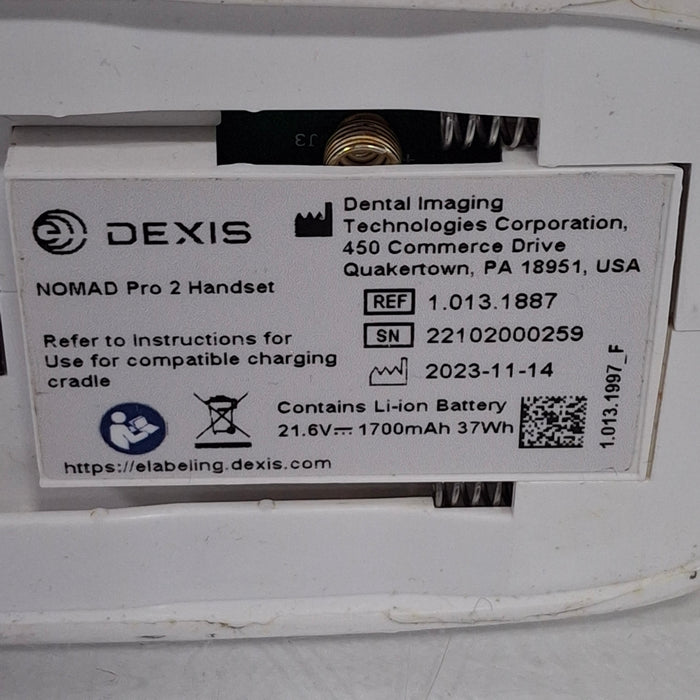 J3
DEXIS
Dental Imaging
Technologies Corporation,
450 Commerce Drive
Quakertown, PA 18951, USA
NOMAD Pro 2 Handset
REF 1.013.1887
SN 22102000259
2023-11-14
Refer to Instructions for
Use for compatible charging
cradle
Contains Li-ion Battery
21.6V⎓ 1700mAh 37Wh
1.013.1997_F
https://elabeling.dexis.com